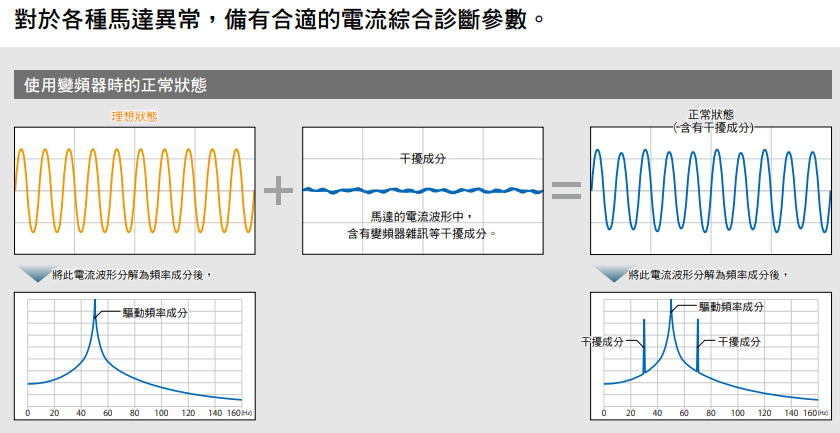 對於各種馬達異常，備有合適的電流綜合診斷參數。
使用變頻器時的正常狀態
理想狀態
干擾成分
馬達的電流波形中，
含有變頻器雜訊等干擾成分。
正常狀態
（含有干擾成分）
將此電流波形分解為頻率成分後，
將此電流波形分解為頻率成分後，
驅動頻率成分
0 20 40 60 80 100 120 140 160 [Hz]
驅動頻率成分
干擾成分
干擾成分
0 20 40 60 80 100 120 140 160 [Hz]